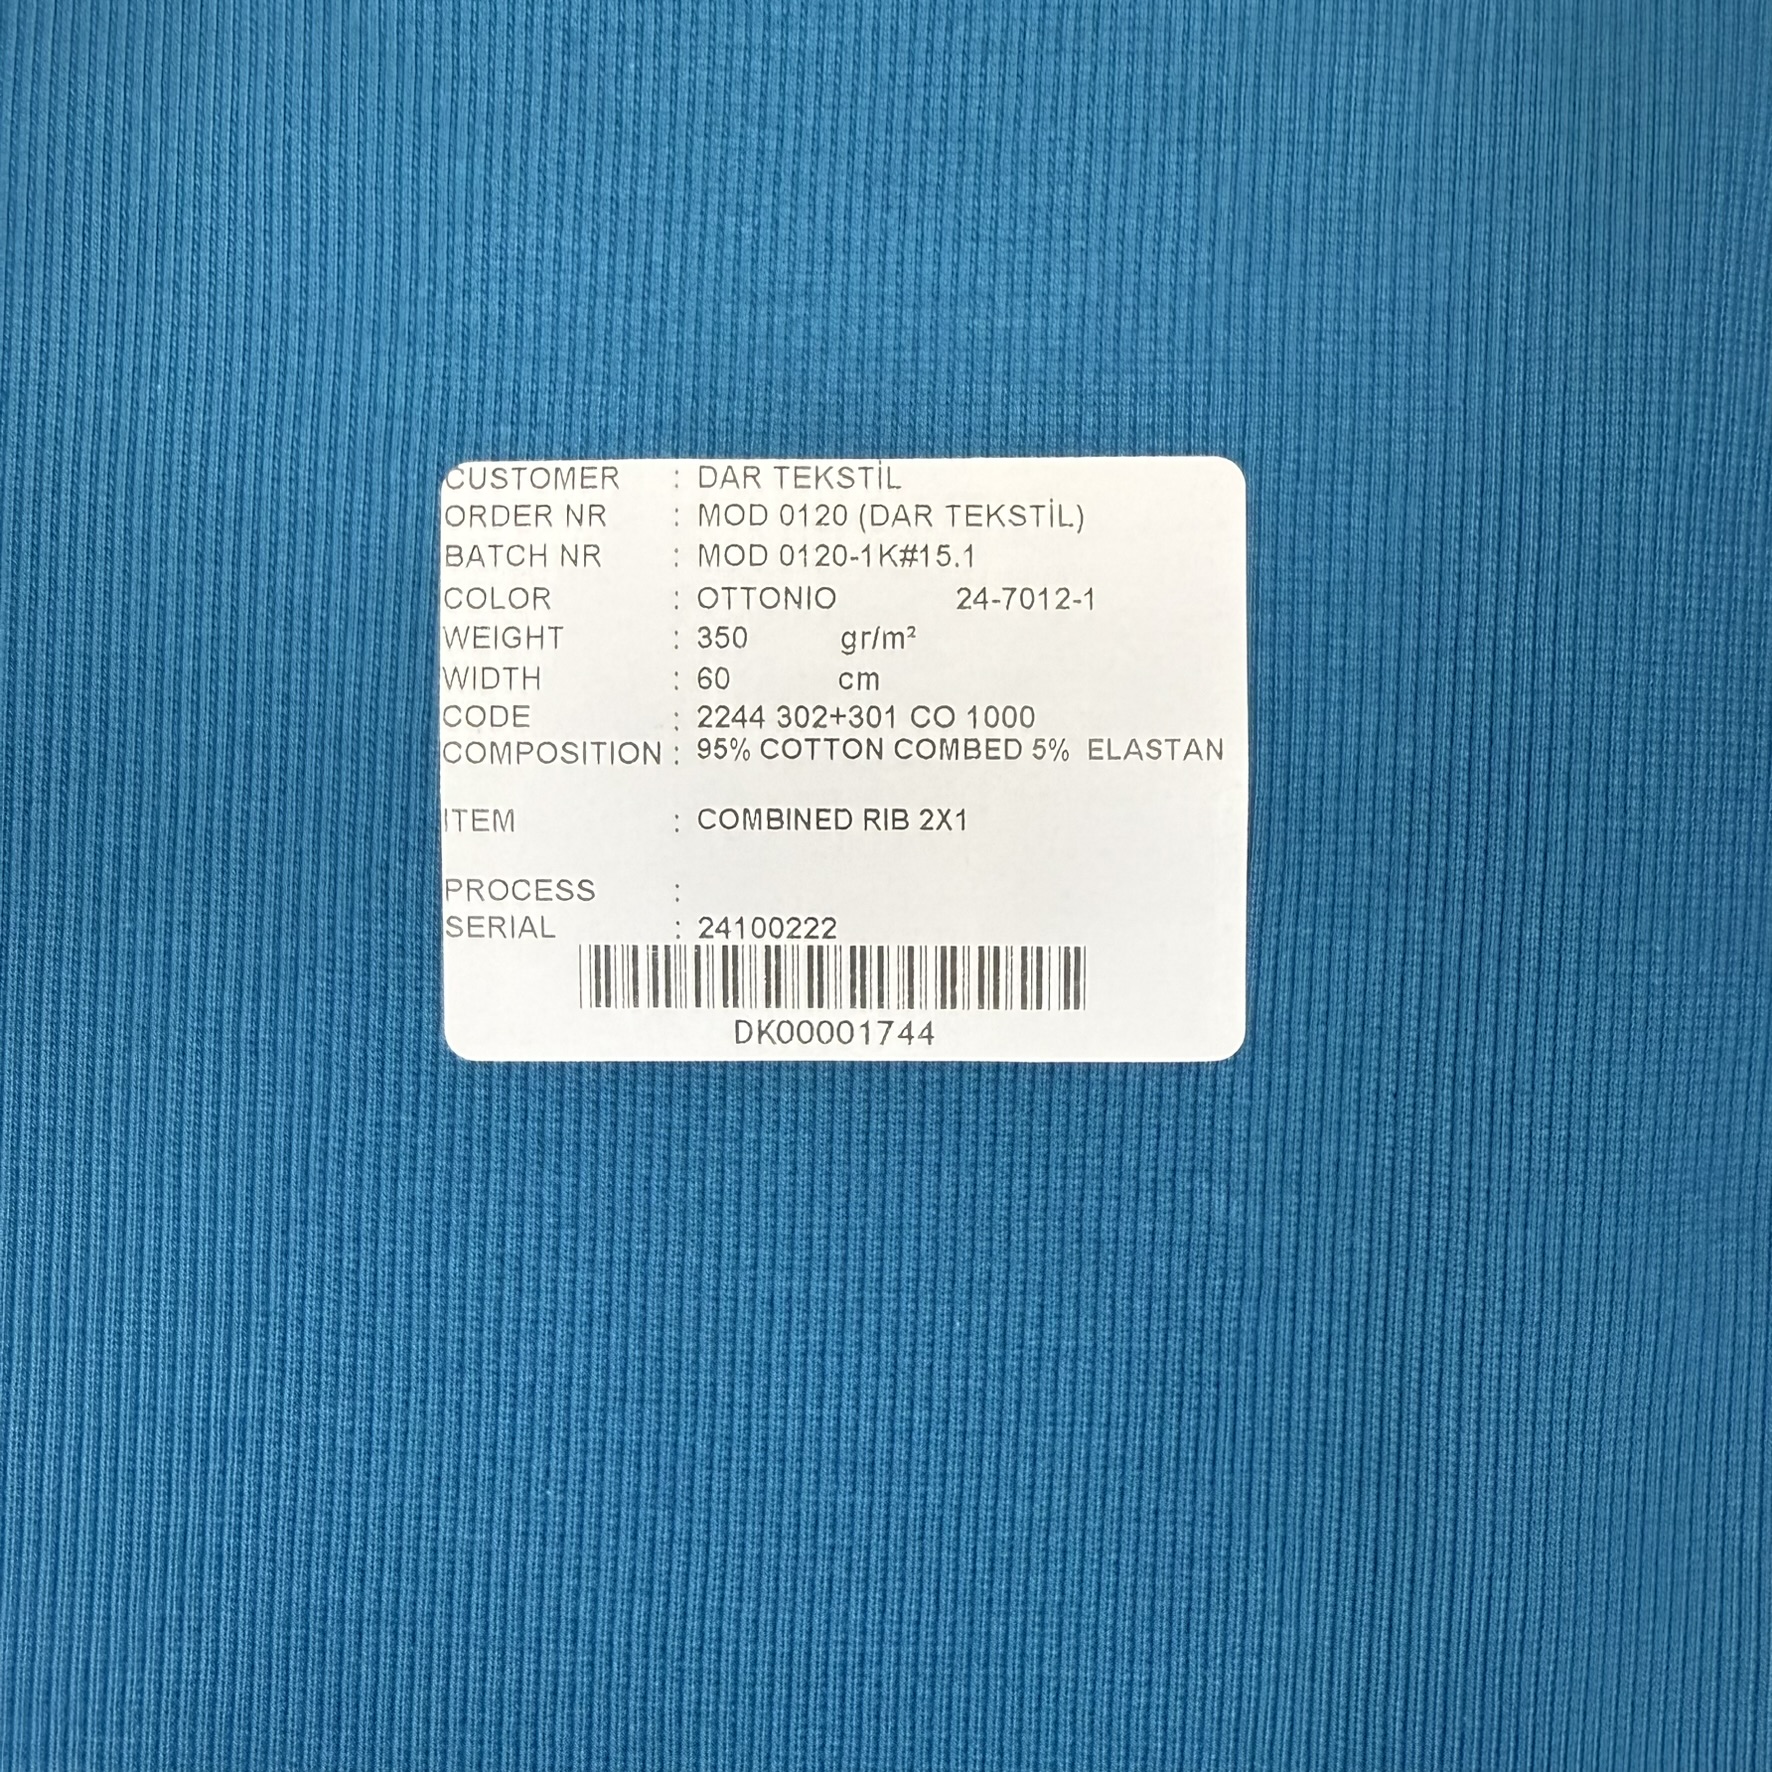 CUSTOMER : DAR TEKSTİL
ORDER NR : MOD 0120 (DAR TEKSTİL)
BATCH NR : MOD 0120-1K#15.1
COLOR : OTTONIO 24-7012-1
WEIGHT : 350 gr/m²
WIDTH : 60 cm
CODE : 2244 302+301 CO 1000
COMPOSITION : 95% COTTON COMBED 5% ELASTAN
ITEM : COMBINED RIB 2X1
PROCESS :
SERIAL : 24100222
DK00001744